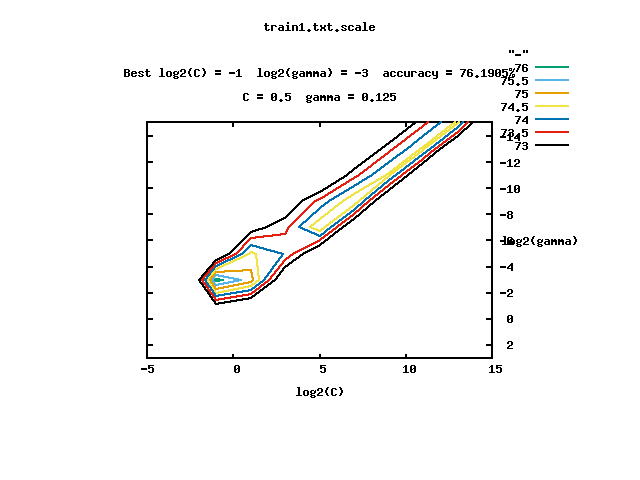 train1.txt.scale
"-"
Best log2(C) = -1 log2(gamma) = -3 accuracy = 76.1905%
76
75.5
C = 0.5 gamma = 0.125
75
74.5
74
73.5
73
-14
-12
-10
-8
-6
log2(gamma)
-4
-2
0
2
-5 0 5 10 15
log2(C)